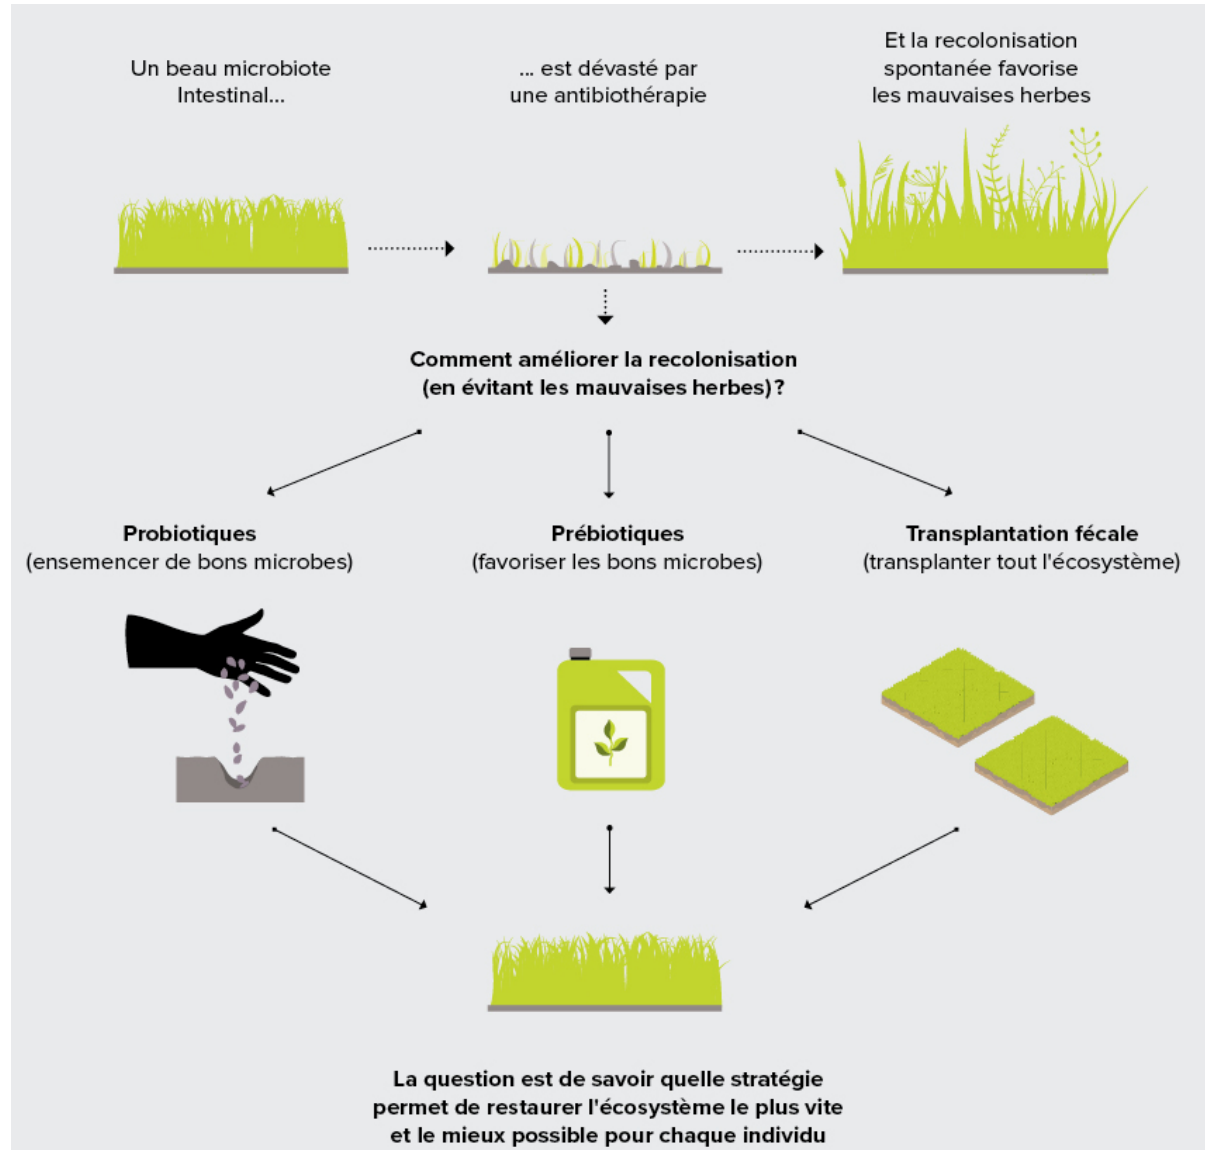 Un beau microbiote
Intestinal...
... est dévasté par
une antibiothérapie
Et la recolonisation
spontanée favorise
les mauvaises herbes
Comment améliorer la recolonisation
(en évitant les mauvaises herbes) ?
Probiotiques
(ensemencer de bons microbes)
Prébiotiques
(favoriser les bons microbes)
Transplantation fécale
(transplanter tout l'écosystème)
La question est de savoir quelle stratégie
permet de restaurer l'écosystème le plus vite
et le mieux possible pour chaque individu